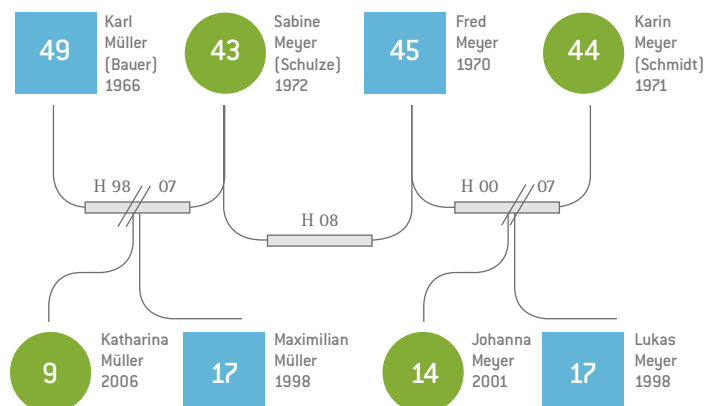 49
Karl
Müller
(Bauer)
1966
43
Sabine
Meyer
(Schulze)
1972
45
Fred
Meyer
1970
44
Karin
Meyer
(Schmidt)
1971
H 98 07
H 08
H 00 07
9
Katharina
Müller
2006
17
Maximilian
Müller
1998
14
Johanna
Meyer
2001
17
Lukas
Meyer
1998